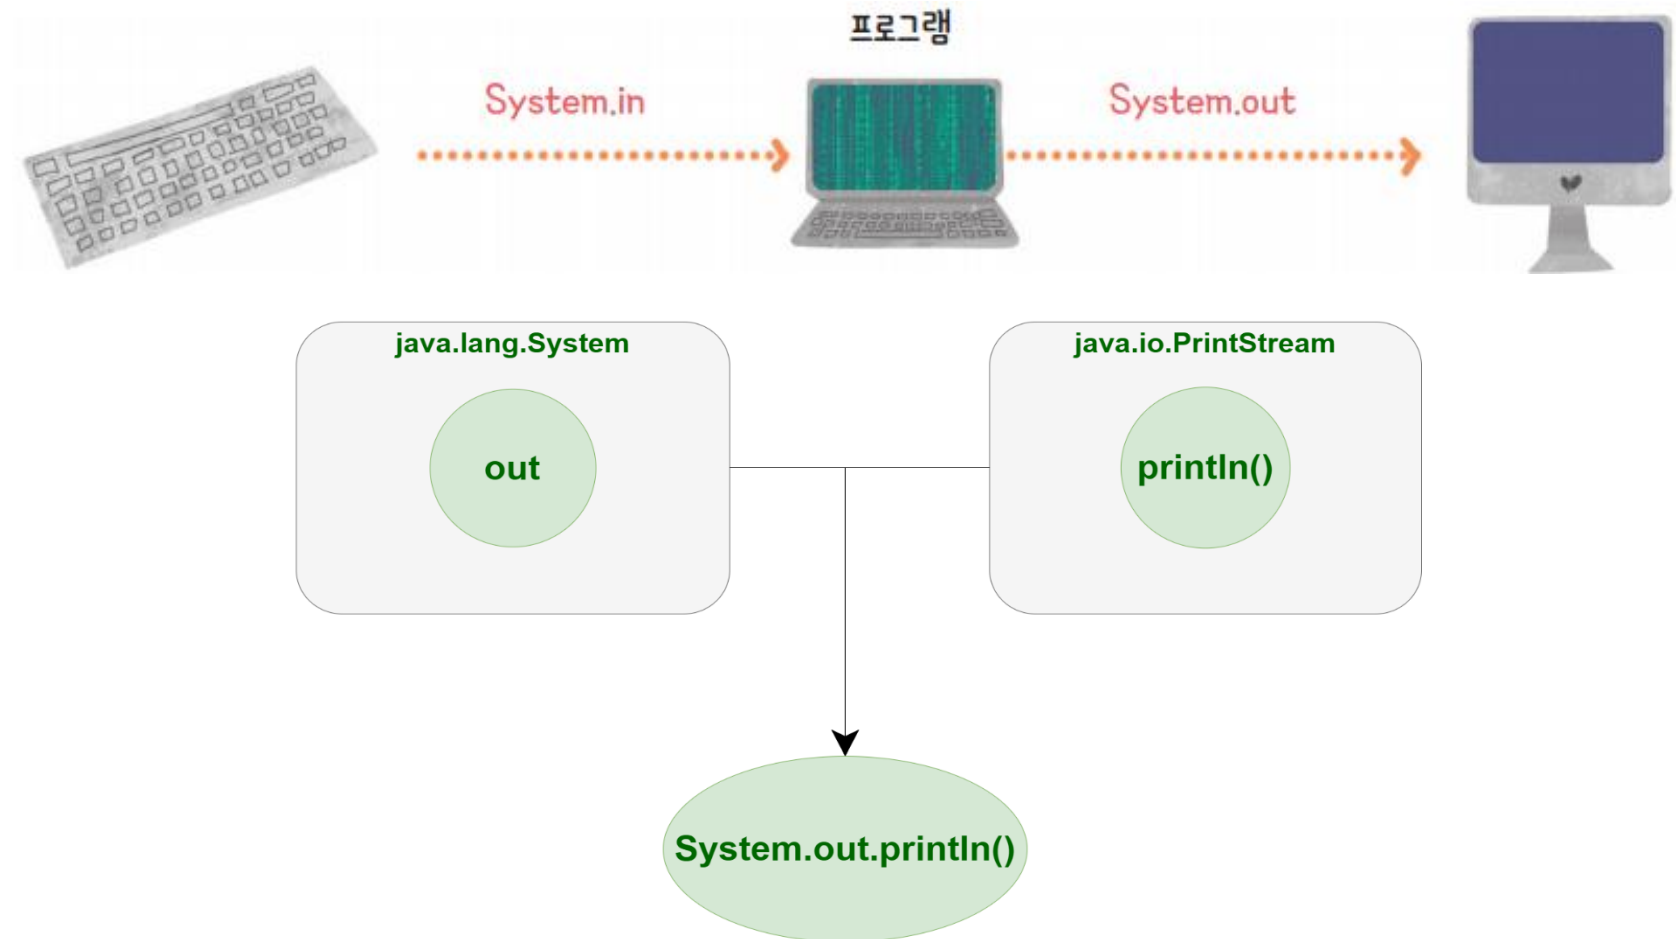 프로그램
System.in
System.out
java.lang.System
java.io.PrintStream
out
println()
System.out.println()